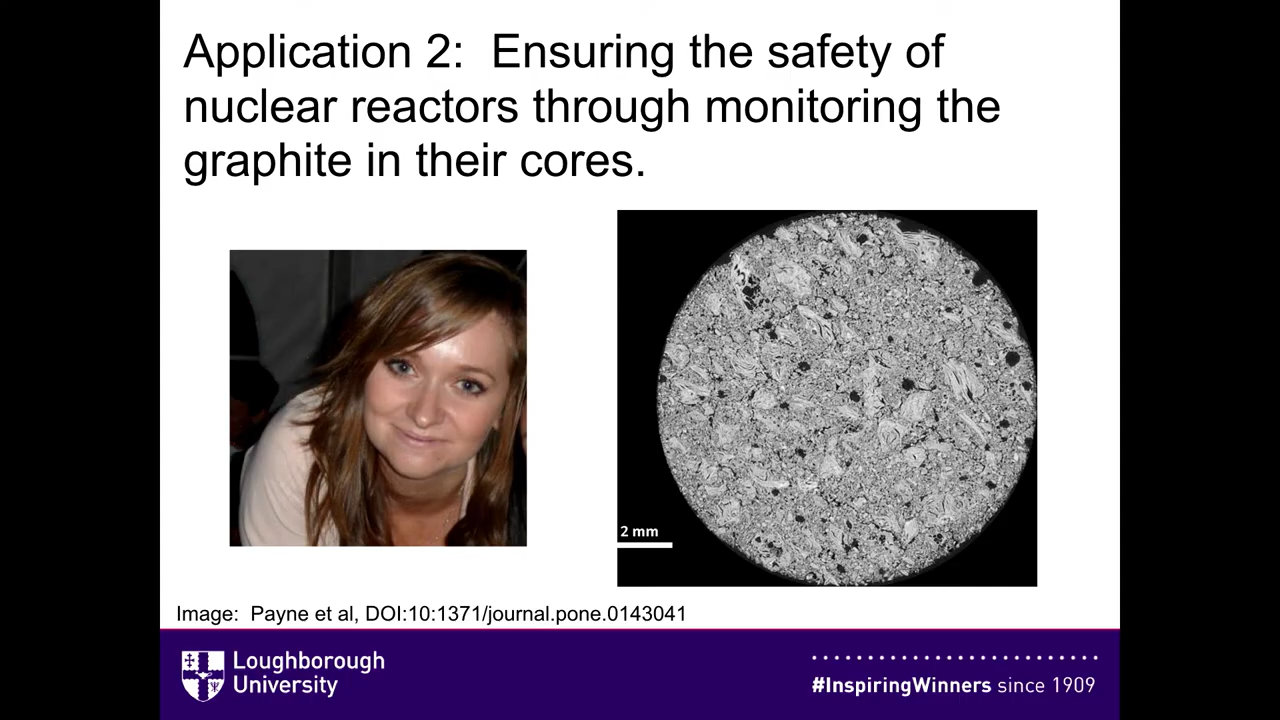 Application 2:  Ensuring the safety of
nuclear reactors through monitoring the
graphite in their cores.
2 mm
Image:  Payne et al, DOI:10:1371/journal.pone.0143041
Loughborough
University
#InspiringWinners since 1909